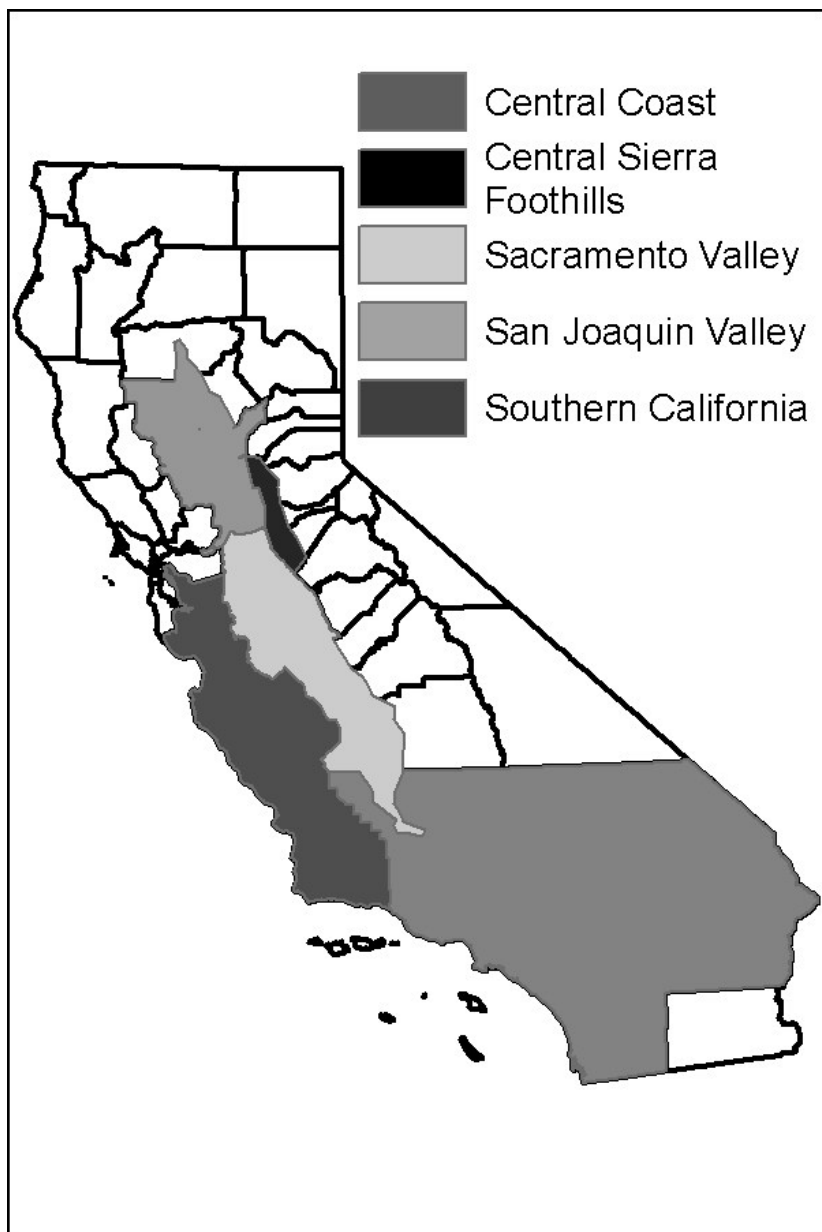 Central Coast
Central Sierra
Foothills
Sacramento Valley
San Joaquin Valley
Southern California